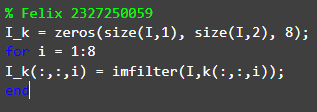 % Felix 2327250059
I_k = zeros(size(I,1), size(I,2), 8);
for i = 1:8
I_k(:,:,i) = imfilter(I,k(:,:,i));
end